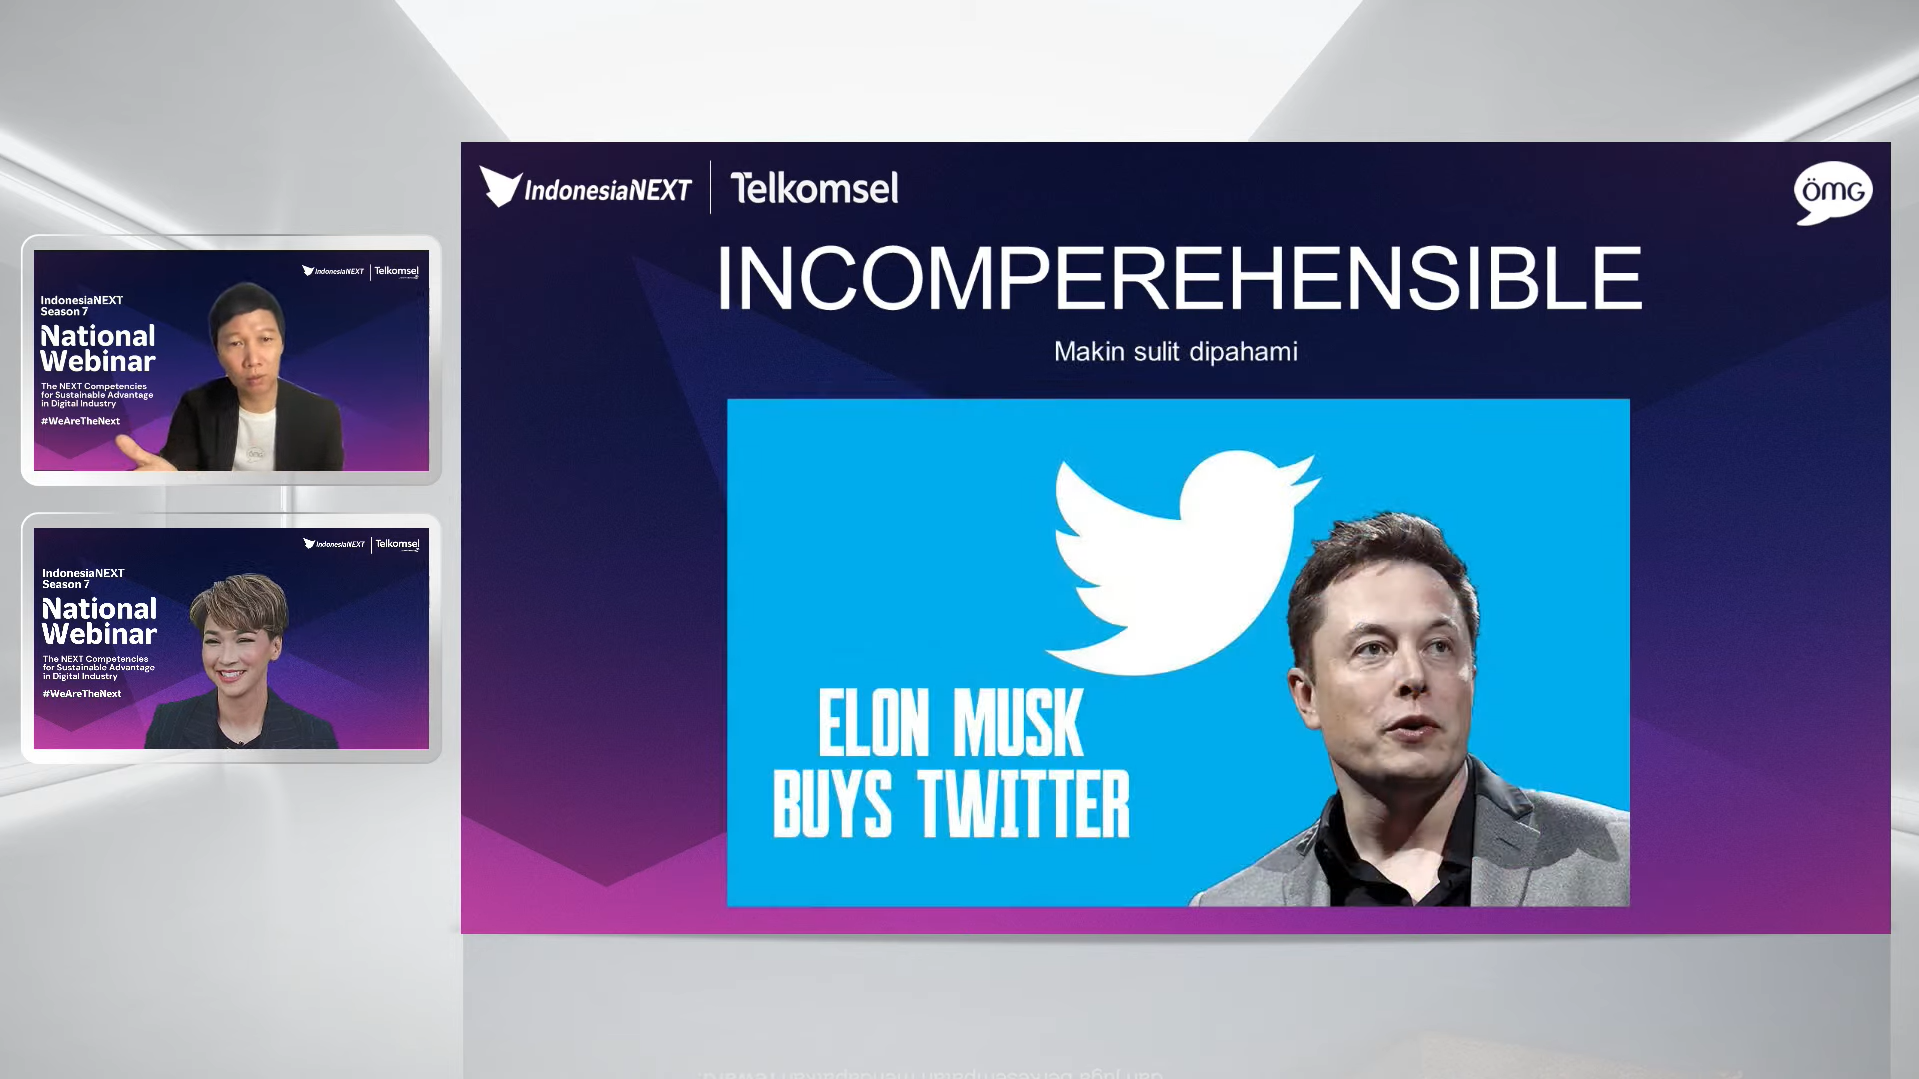 IndonesiaNEXT | Telkomsel
ÖMG
INCOMPEREHENSIBLE
Makin sulit dipahami
ELON MUSK
BUYS TWITTER
IndonesiaNEXT | Telkomsel
IndonesiaNEXT
Season 7
National
Webinar
The NEXT Competencies
for Sustainable Advantage
in Digital Industry
#WeAreTheNext
ÖMG
IndonesiaNEXT | Telkomsel
IndonesiaNEXT
Season 7
National
Webinar
The NEXT Competencies
for Sustainable Advantage
in Digital Industry
#WeAreTheNext